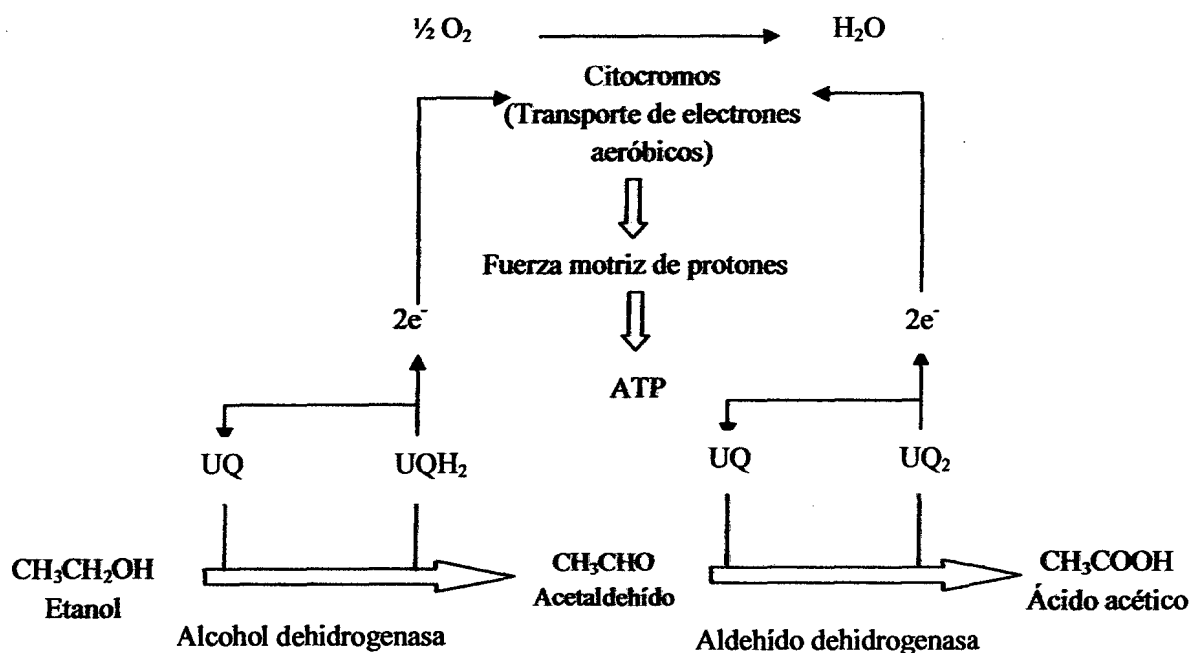 ½ O₂ H₂O
Citocromos
(Transporte de electrones
aeróbicos)
Fuerza motriz de protones
2e⁻ 2e⁻
ATP
UQ UQH₂ UQ UQ₂
CH₃CH₂OH CH₃CHO CH₃COOH
Etanol Acetaldehído Ácido acético
Alcohol dehidrogenasa Aldehído dehidrogenasa